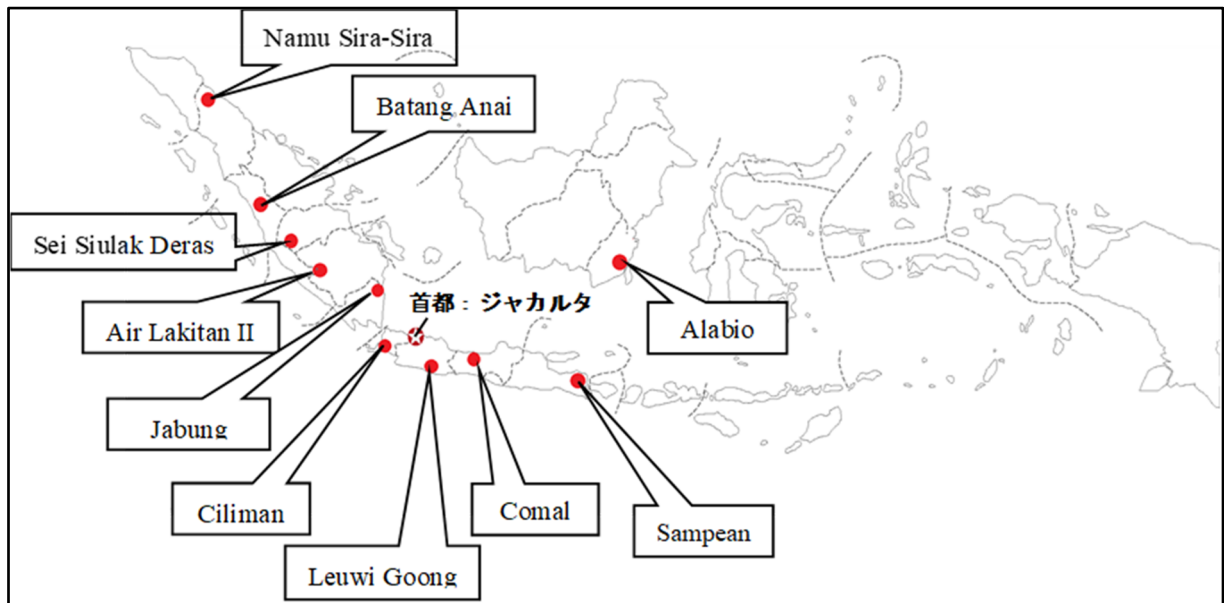 Namu Sira-Sira
Batang Anai
Sei Siulak Deras
Air Lakitan II
首都：ジャカルタ
Alabio
Jabung
Ciliman
Comal
Sampean
Leuwi Goong